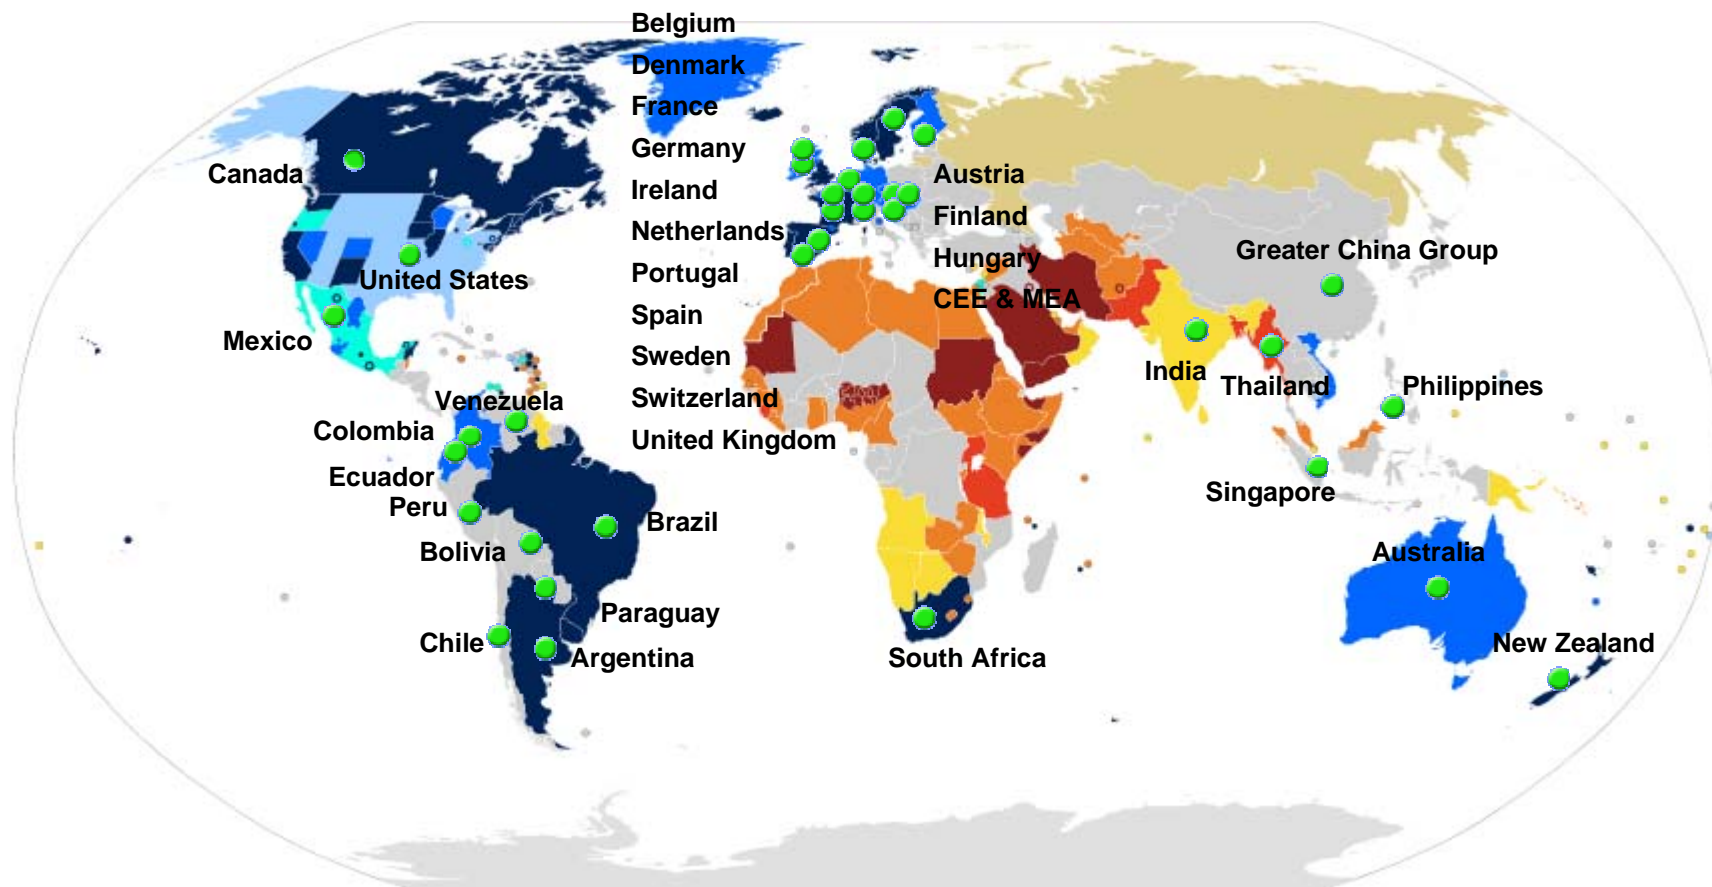 Belgium
Denmark
France
Germany
Ireland
Netherlands
Portugal
Spain
Sweden
Switzerland
United Kingdom
Austria
Finland
Hungary
CEE & MEA
Canada
United States
Mexico
Venezuela
Colombia
Ecuador
Peru
Bolivia
Brazil
Paraguay
Chile
Argentina
South Africa
Greater China Group
India
Thailand
Philippines
Singapore
Australia
New Zealand